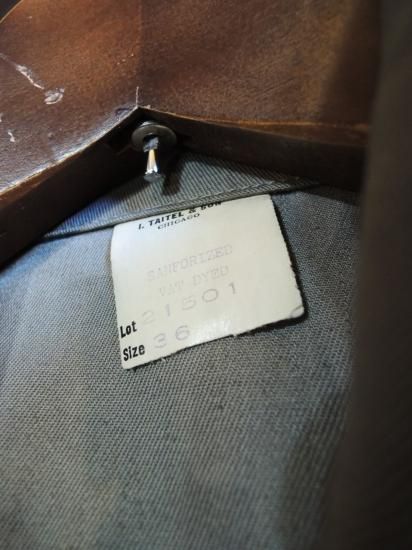 I. TAITEL & SON
CHICAGO
SANFORIZED
VAT DYED
Lot 21501
Size 36